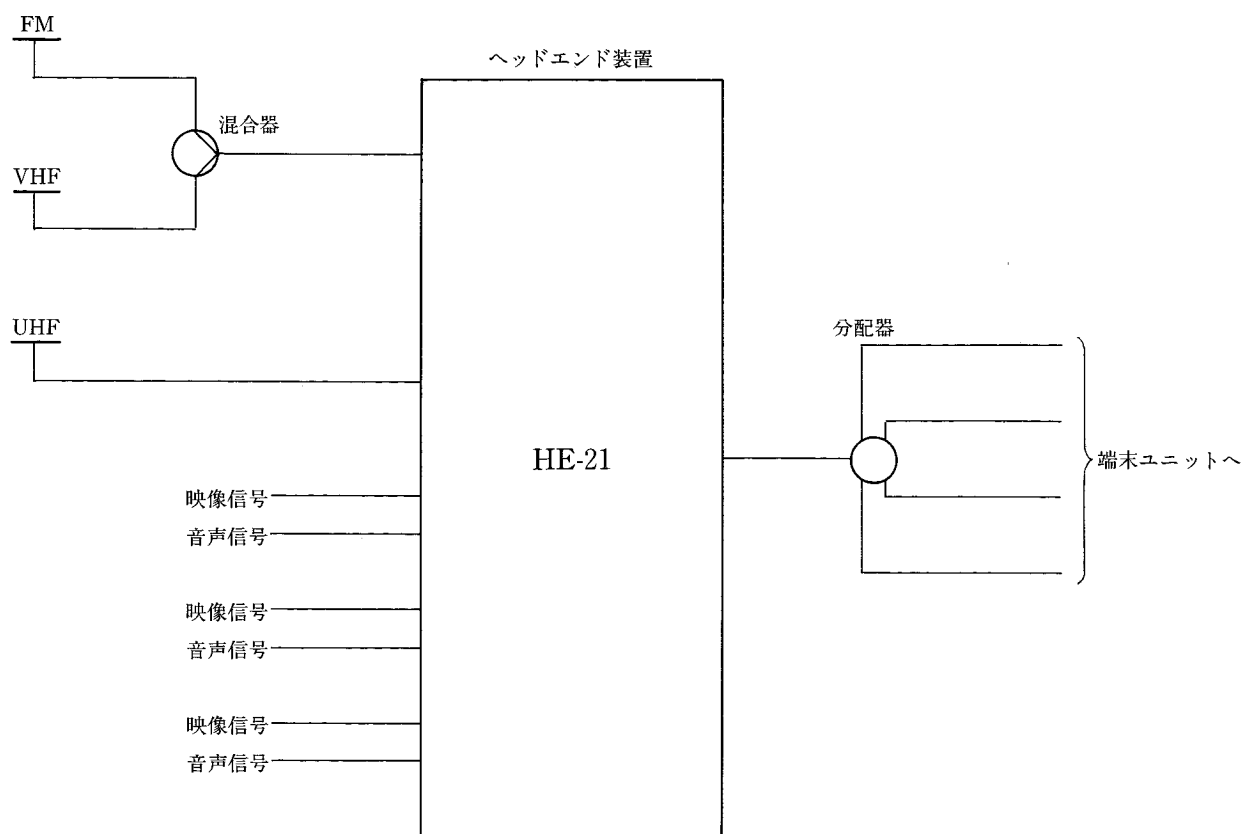 FM
ヘッドエンド装置
混合器
VHF
UHF
分配器
HE-21
端末ユニットへ
映像信号
音声信号
映像信号
音声信号
映像信号
音声信号